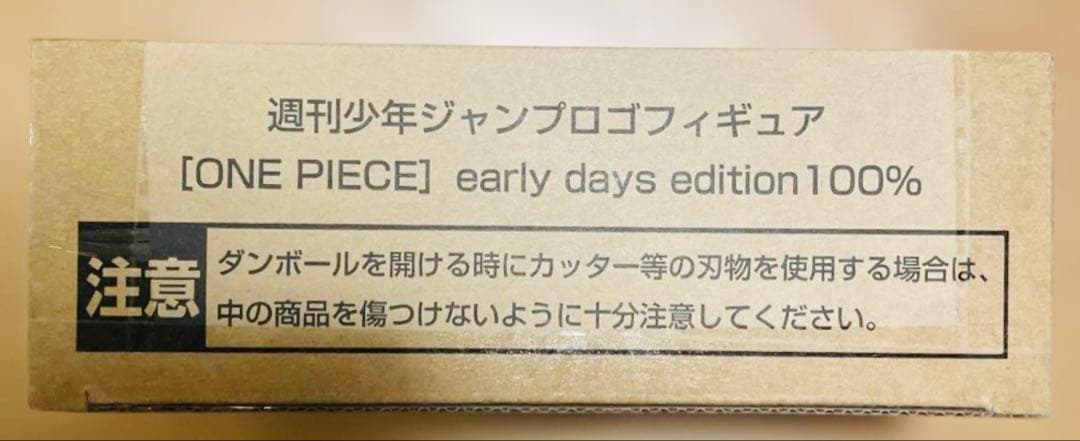 週刊少年ジャンプロゴフィギュア
[ONE PIECE] early days edition100%
注意
ダンボールを開ける時にカッター等の刃物を使用する場合は、
中の商品を傷つけないように十分注意してください。